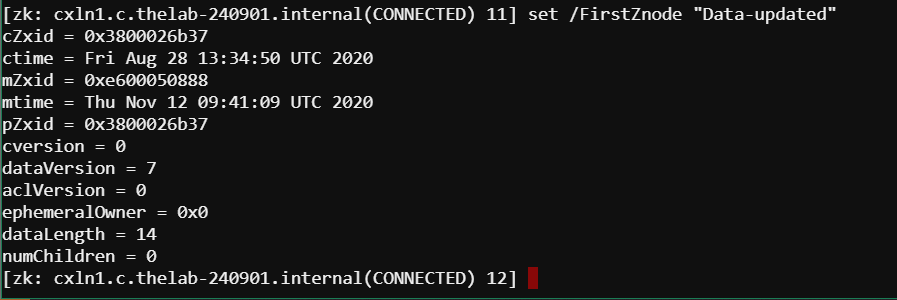 [zk: cxln1.c.thelab-240901.internal(CONNECTED) 11] set /FirstZnode "Data-updated"
cZxid = 0x3800026b37
ctime = Fri Aug 28 13:34:50 UTC 2020
mZxid = 0xe600050888
mtime = Thu Nov 12 09:41:09 UTC 2020
pZxid = 0x3800026b37
cversion = 0
dataVersion = 7
aclVersion = 0
ephemeralOwner = 0x0
dataLength = 14
numChildren = 0
[zk: cxln1.c.thelab-240901.internal(CONNECTED) 12]